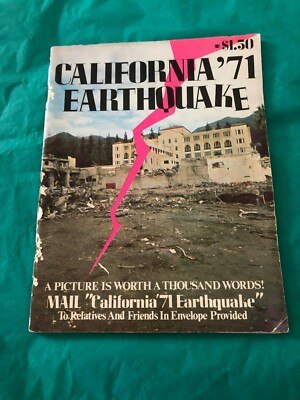 $1.50
CALIFORNIA '71
EARTHQUAKE
A PICTURE IS WORTH A THOUSAND WORDS!
MAIL "California '71 Earthquake"
To Relatives And Friends In Envelope Provided